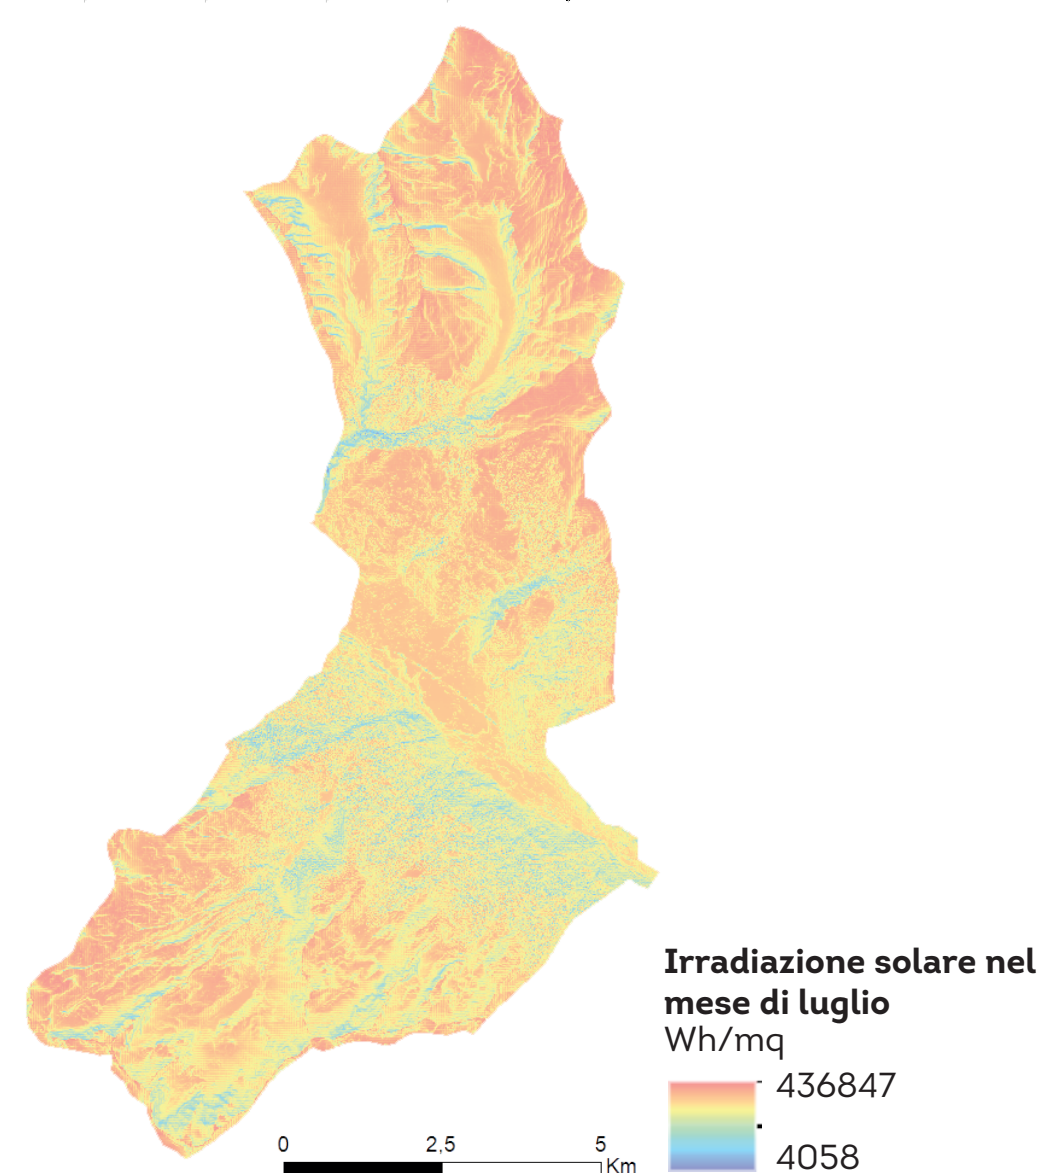 Irradiazione solare nel
mese di luglio
Wh/mq
436847
4058
0 2,5 5
Km